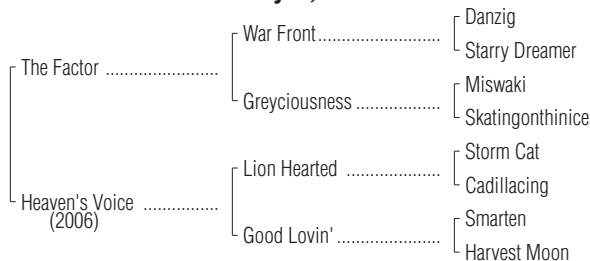 Danzig
War Front....................
Starry Dreamer
The Factor ........................
Miswaki
Greyciousness ..................
Skatingonthinice
Storm Cat
Lion Hearted ....................
Cadillacing
Heaven's Voice ................
(2006)
Smarten
Good Lovin'......................
Harvest Moon